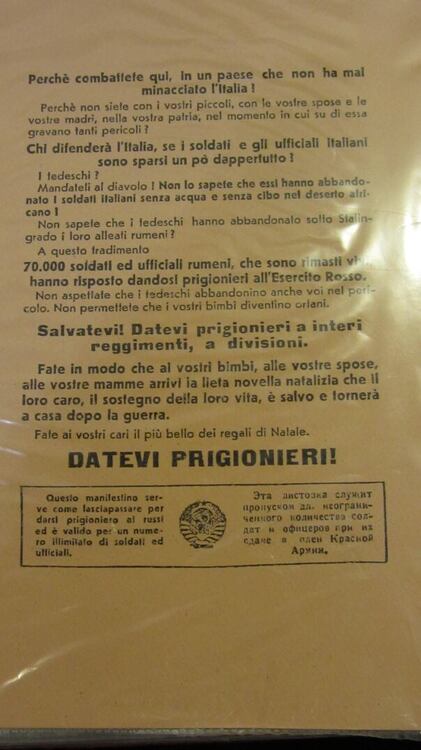 Perchè combattete qui, in un paese che non ha mai
minacciato l'Italia !
Perchè non siete con i vostri piccoli, con le vostre spose e le
vostre madri, nella vostra patria, nel momento in cui su di essa
gravano tanti pericoli ?
Chi difenderà l'Italia, se i soldati e gli ufficiali italiani
sono sparsi un pò dappertutto ?
I tedeschi ?
Mandateli al diavolo ! Non lo sapete che essi hanno abbando-
nato i soldati italiani senza acqua e senza cibo nel deserto afri-
cano !
Non sapete che i tedeschi hanno abbandonato sotto Stalin-
grado i loro alleati rumeni ?
A questo tradimento
70.000 soldati ed ufficiali rumeni, che sono rimasti vivi,
hanno risposto dandosi prigionieri all'Esercito Rosso.
Non aspettate che i tedeschi abbandonino anche voi nel peri-
colo. Non permettete che i vostri bimbi diventino orfani.
Salvatevi! Datevi prigionieri a interi
reggimenti, a divisioni.
Fate in modo che ai vostri bimbi, alle vostre spose,
alle vostre mamme arrivi la lieta novella natalizia che il
loro caro, il sostegno della loro vita, è salvo e tornerà
a casa dopo la guerra.
Fate ai vostri cari il più bello dei regali di Natale.
DATEVI PRIGIONIERI!
Questo manifestino ser-
ve come lasciapassare per
darsi prigioniero ai russi
ed è valido per un nume-
ro illimitato di soldati ed
ufficiali.
Эта листовка служит
пропуском для неограни-
ченного количества сол-
дат и офицеров при их
сдаче в плен Красной
Армии.